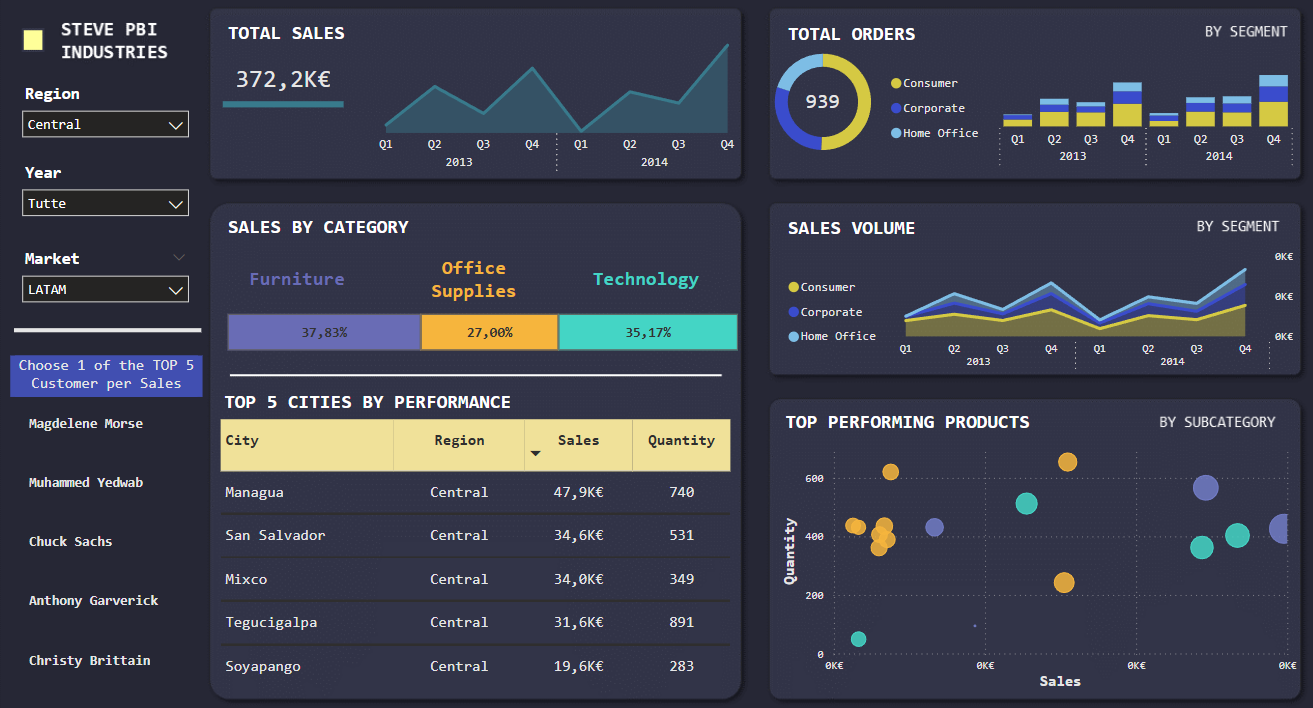 STEVE PBI
INDUSTRIES
Region
Central
Year
Tutte
Market
LATAM
Choose 1 of the TOP 5
Customer per Sales
Magdelene Morse
Muhammed Yedwab
Chuck Sachs
Anthony Garverick
Christy Brittain
TOTAL SALES
372,2K€
Q1 Q2 Q3 Q4 Q1 Q2 Q3 Q4
2013 2014
SALES BY CATEGORY
Furniture
Office
Supplies
Technology
37,83% 27,00% 35,17%
TOP 5 CITIES BY PERFORMANCE
City Region Sales Quantity
Managua Central 47,9K€ 740
San Salvador Central 34,6K€ 531
Mixco Central 34,0K€ 349
Tegucigalpa Central 31,6K€ 891
Soyapango Central 19,6K€ 283
TOTAL ORDERS
BY SEGMENT
939
Consumer
Corporate
Home Office
Q1 Q2 Q3 Q4 Q1 Q2 Q3 Q4
2013 2014
SALES VOLUME
BY SEGMENT
Consumer
Corporate
Home Office
0K€
0K€
0K€
Q1 Q2 Q3 Q4 Q1 Q2 Q3 Q4
2013 2014
TOP PERFORMING PRODUCTS
BY SUBCATEGORY
Quantity
600
400
200
0
0K€ 0K€ 0K€ 0K€
Sales